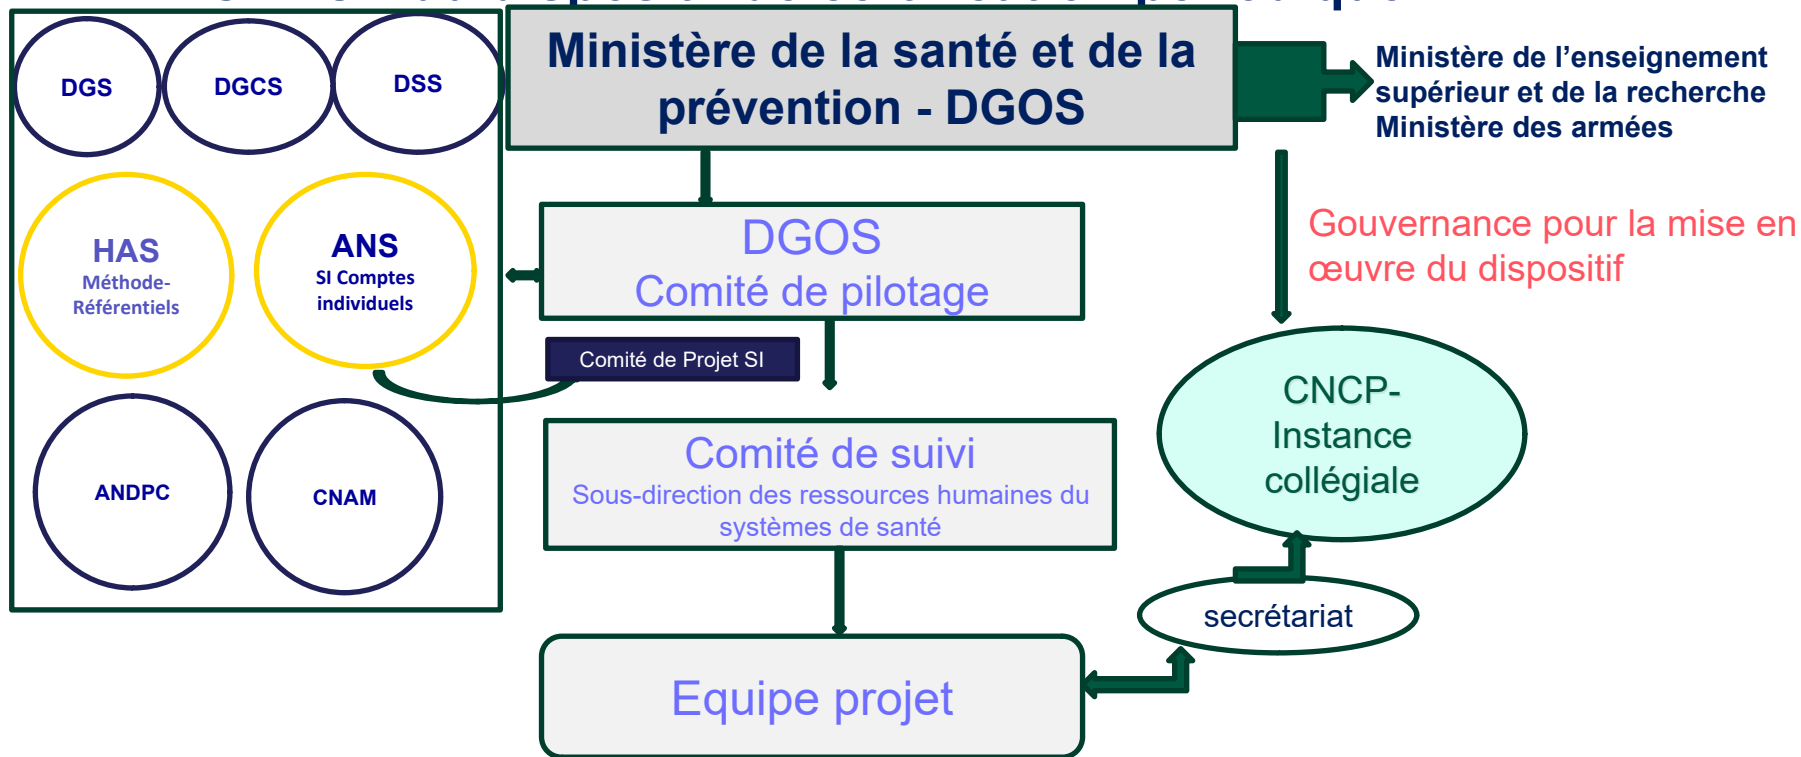 Ministère de la santé et de la
prévention - DGOS
Ministère de l’enseignement
supérieur et de la recherche
Ministère des armées
DGS
DGCS
DSS
HAS
Méthode-
Référentiels
ANS
SI Comptes
individuels
ANDPC
CNAM
DGOS
Comité de pilotage
Comité de Projet SI
Comité de suivi
Sous-direction des ressources humaines du
systèmes de santé
Equipe projet
Gouvernance pour la mise en
œuvre du dispositif
CNCP-
Instance
collégiale
secrétariat